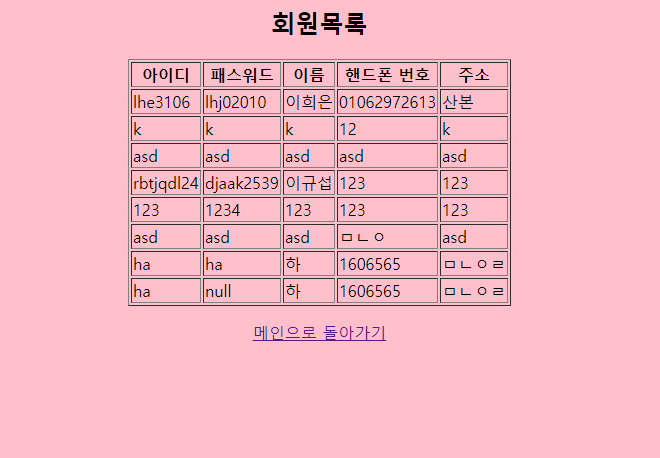 회원목록
아이디 패스워드 이름 핸드폰 번호 주소
lhe3106 lhj02010 이희은 01062972613 산본
k k k 12 k
asd asd asd asd asd
rbtjqdl24 djaak2539 이규섭 123 123
123 1234 123 123 123
asd asd asd ㅁㄴㅇ asd
ha ha 하 1606565 ㅁㄴㅇㄹ
ha null 하 1606565 ㅁㄴㅇㄹ
메인으로 돌아가기